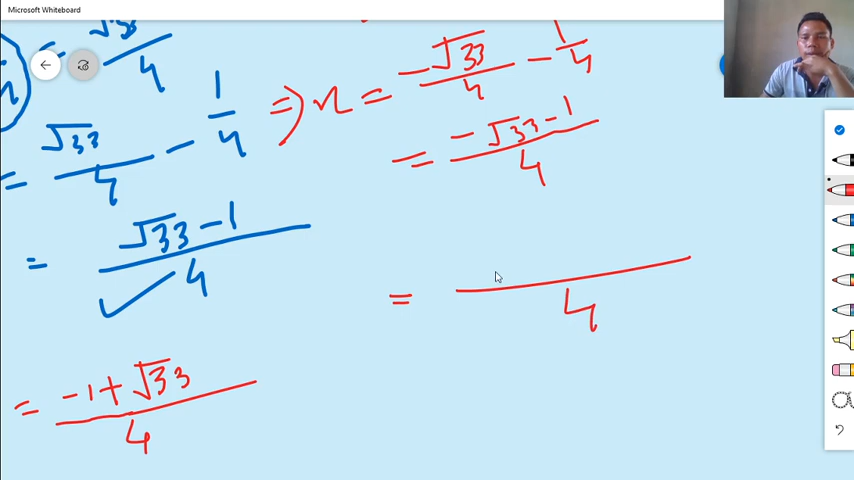 Microsoft Whiteboard
= √33/4
= √33/4 - 1/4
= √33 - 1/4
= -1 + √33/4
⇒ x = -√33/4 - 1/4
= -√33 - 1/4
= /4